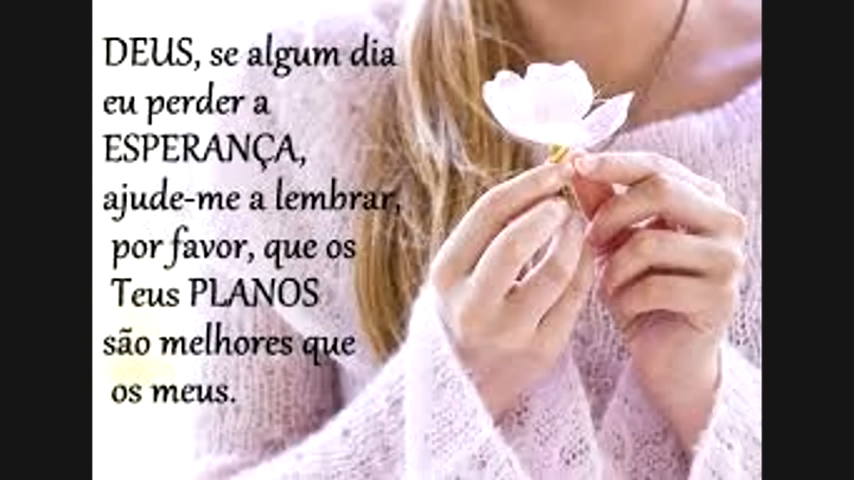 DEUS, se algum dia
eu perder a
ESPERANÇA,
ajude-me a lembrar,
por favor, que os
Teus PLANOS
são melhores que
os meus.